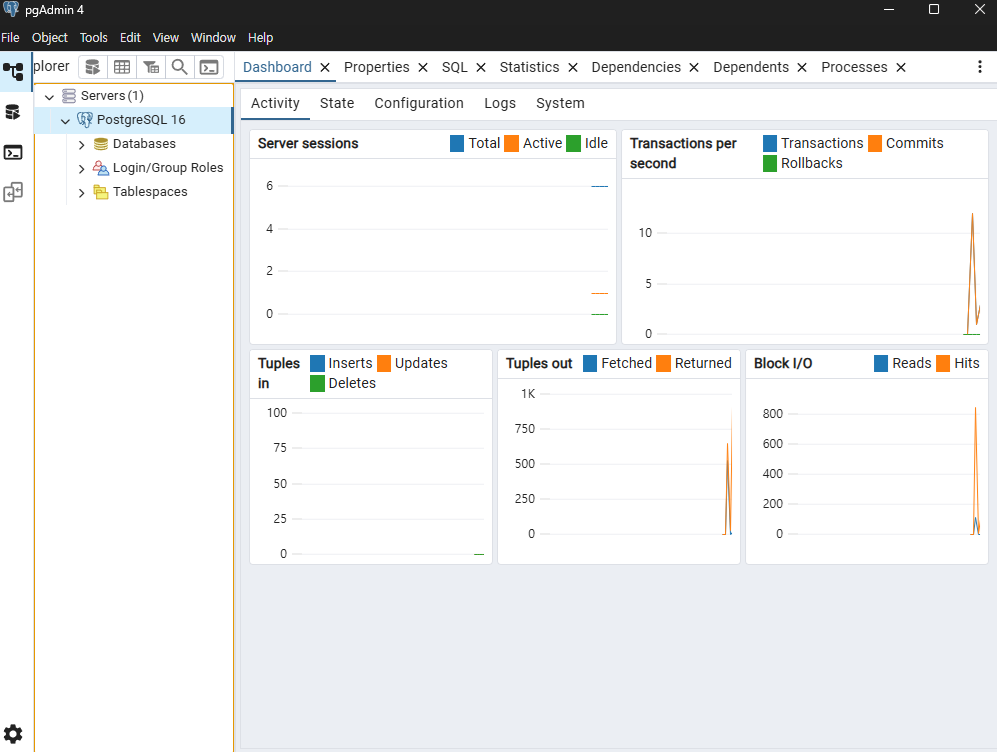 pgAdmin 4
File Object Tools Edit View Window Help
plorer
Dashboard Properties SQL Statistics Dependencies Dependents Processes
Servers (1)
PostgreSQL 16
Databases
Login/Group Roles
Tablespaces
Activity State Configuration Logs System
Server sessions Total Active Idle
6
4
2
0
Transactions per second Transactions Commits
Rollbacks
10
5
0
Tuples in Inserts Updates
Deletes
100
75
50
25
0
Tuples out Fetched Returned
1K
750
500
250
0
Block I/O Reads Hits
800
600
400
200
0